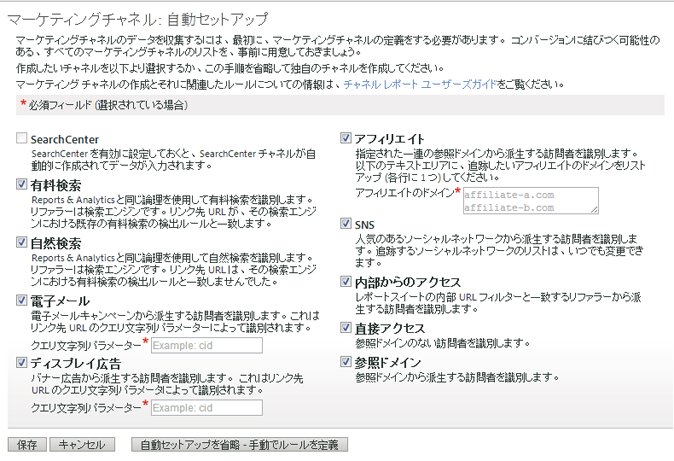 マーケティングチャネル: 自動セットアップ
マーケティングチャネルのデータを収集するには、最初に、マーケティングチャネルの定義をする必要があります。コンバージョンに結びつく可能性の
ある、すべてのマーケティングチャネルのリストを、事前に用意しておきましょう。
作成したいチャネルを以下より選択するか、この手順を省略して独自のチャネルを作成してください。
マーケティング チャネルの作成とそれに関連したルールについての情報は、チャネル レポート ユーザーズガイドをご覧ください。
*必須フィールド (選択されている場合)
SearchCenter
SearchCenter を有効に設定しておくと、SearchCenter チャネルが自
動的に作成されてデータが入力されます。
有料検索
Reports & Analytics と同じ論理を使用して有料検索を識別します。
リファラーは検索エンジンです。リンク先 URL が、その検索エンジ
ンにおける既存の有料検索の検出ルールと一致します。
自然検索
Reports & Analytics と同じ論理を使用して自然検索を識別します。
リファラーは検索エンジンです。リンク先 URL は、その検索エンジ
ンにおける有料検索の検出ルールと一致しませんでした。
電子メール
電子メールキャンペーンから派生する訪問者を識別します。これは
リンク先 URL のクエリ文字列パラメーターによって識別されます。
クエリ文字列パラメーター* Example: cid
ディスプレイ広告
バナー広告から派生する訪問者を識別します。これはリンク先
URL のクエリ文字列パラメータによって識別されます。
クエリ文字列パラメーター* Example: cid
アフィリエイト
指定された一連の参照ドメインから派生する訪問者を識別します。
以下のテキストエリアに、追跡したいアフィリエイトのドメインをリスト
アップ (各行に 1 つ)してください。
アフィリエイトのドメイン* affiliate-a.com
affiliate-b.com
SNS
人気のあるソーシャルネットワークから派生する訪問者を識別しま
す。追跡するソーシャルネットワークのリストは、いつでも変更でき
ます。
内部からのアクセス
レポートスイートの内部 URL フィルターと一致するリファラーから派
生する訪問者を識別します。
直接アクセス
参照ドメインのない訪問者を識別します。
参照ドメイン
参照ドメインから派生する訪問者を識別します。
保存 キャンセル 自動セットアップを省略 - 手動でルールを定義